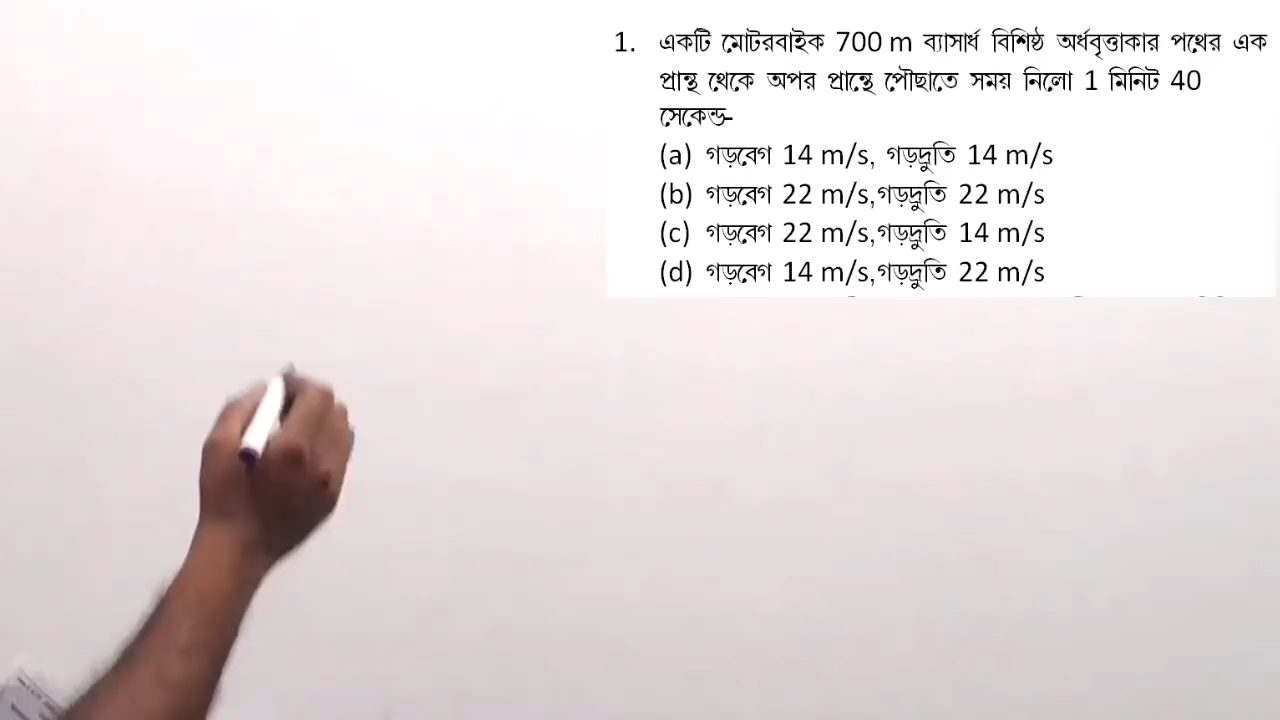 1. একটি মোটরবাইক 700 m ব্যাসার্ধ বিশিষ্ঠ অর্ধবৃত্তাকার পথের এক
প্রান্থ থেকে অপর প্রান্থে পৌছাতে সময় নিলো 1 মিনিট 40
সেকেন্ড-
(a) গড়বেগ 14 m/s, গড়দ্রুতি 14 m/s
(b) গড়বেগ 22 m/s,গড়দ্রুতি 22 m/s
(c) গড়বেগ 22 m/s,গড়দ্রুতি 14 m/s
(d) গড়বেগ 14 m/s,গড়দ্রুতি 22 m/s